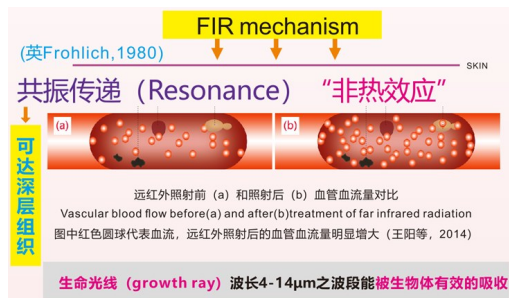 FIR mechanism
(英Frohlich,1980)
SKIN
共振传递（Resonance） “非热效应”
可达深层组织
(a)
(b)
远红外照射前（a）和照射后（b）血管血流量对比
Vascular blood flow before(a) and after(b)treatment of far infrared radiation
图中红色圆球代表血流，远红外照射后的血管血流量明显增大（王阳等，2014）
生命光线（growth ray）波长4-14μm之波段能被生物体有效的吸收